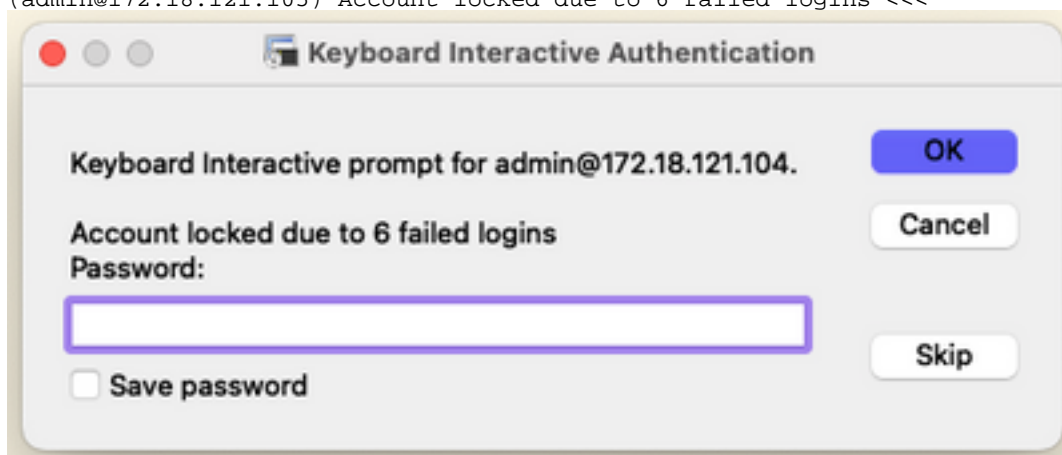 (admin@172.18.121.105) Account locked due to 6 failed logins <<<
Keyboard Interactive Authentication
Keyboard Interactive prompt for admin@172.18.121.104.
OK
Account locked due to 6 failed logins
Cancel
Password:
Skip
Save password